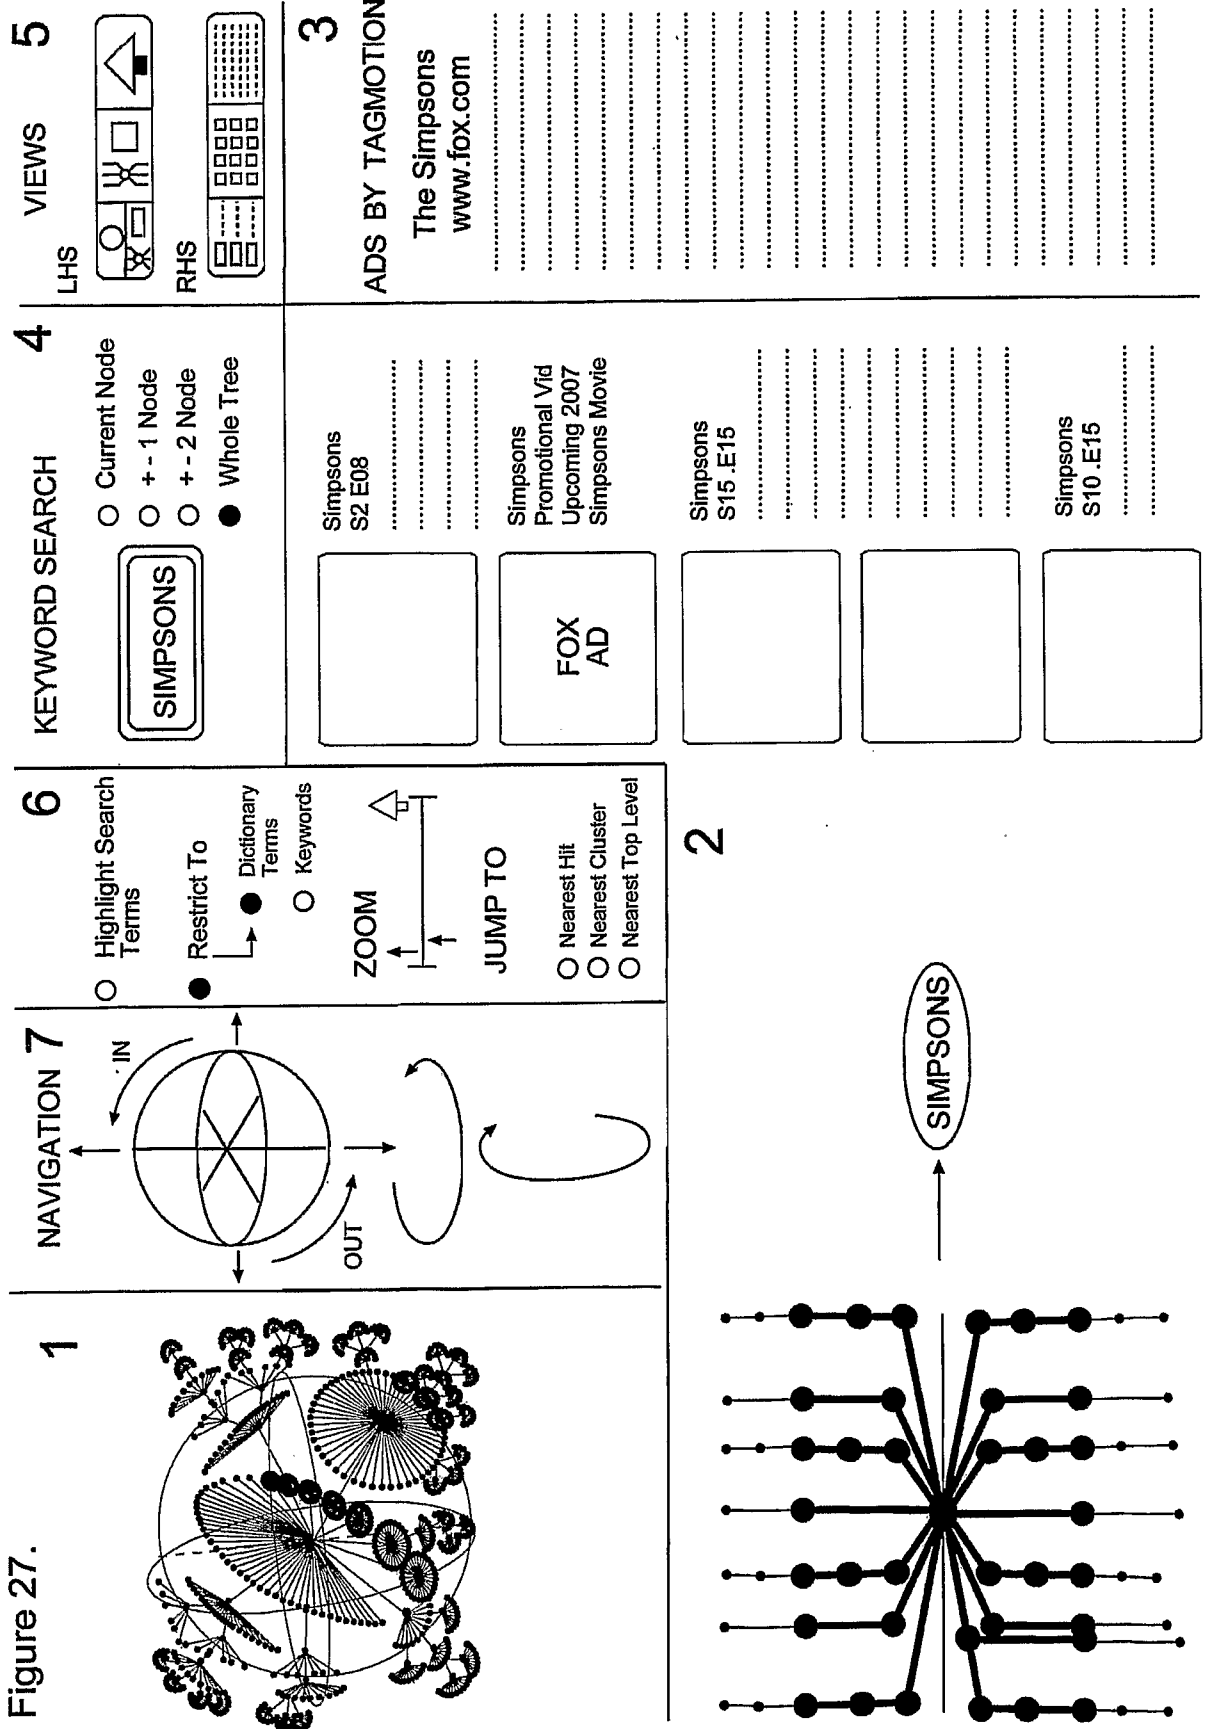 Figure 27.
1
NAVIGATION 7
IN
OUT
6
Highlight Search
Terms
Restrict To
Dictionary
Terms
Keywords
ZOOM
JUMP TO
Nearest Hit
Nearest Cluster
Nearest Top Level
KEYWORD SEARCH 4
SIMPSONS
Current Node
+ - 1 Node
+ - 2 Node
Whole Tree
VIEWS 5
LHS
RHS
2
SIMPSONS
Simpsons
S2 E08
FOX
AD
Simpsons
Promotional Vid
Upcoming 2007
Simpsons Movie
Simpsons
S15 .E15
Simpsons
S10 .E15
3
ADS BY TAGMOTION
The Simpsons
www.fox.com